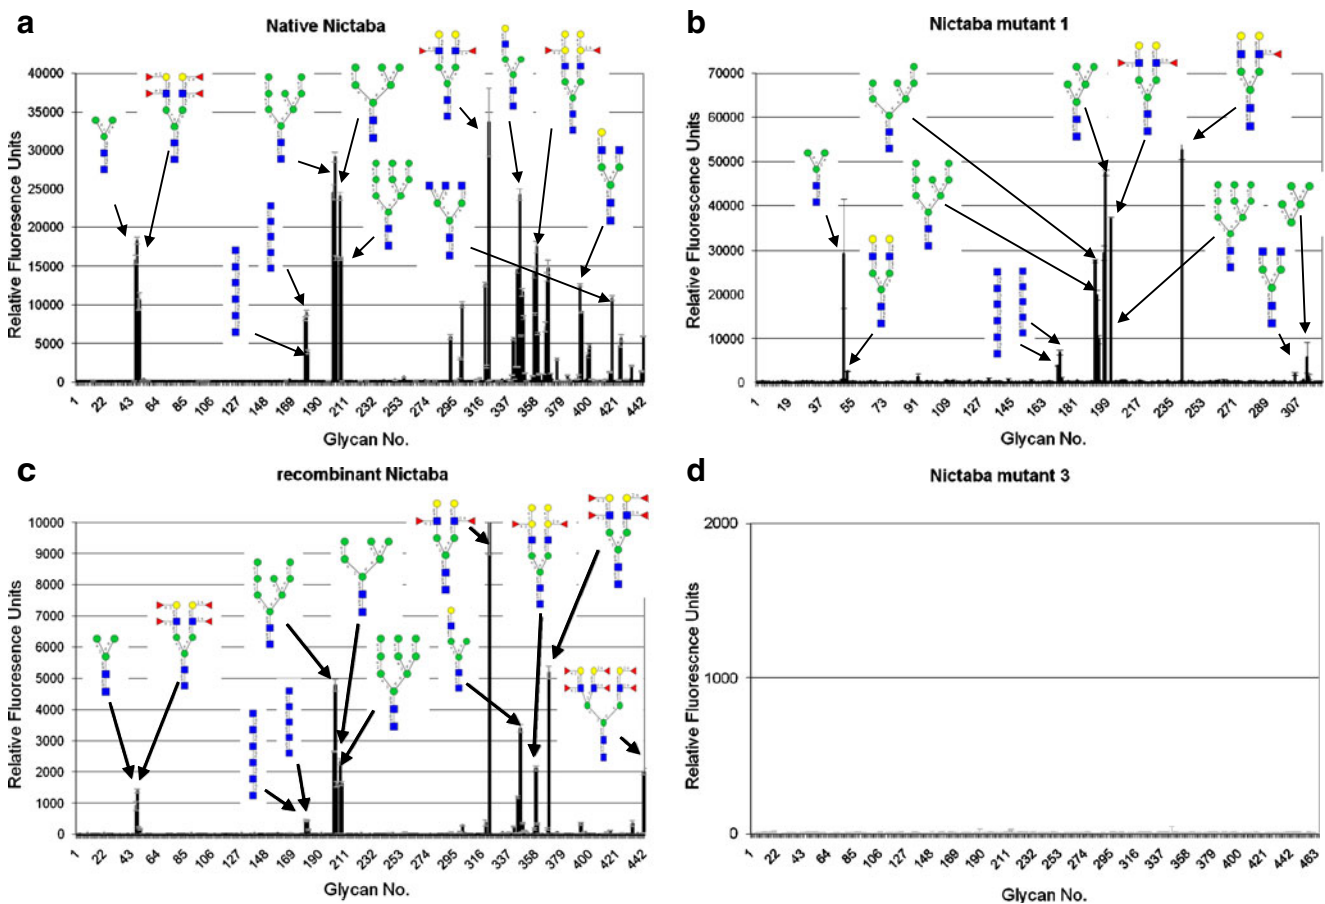 a
Native Nictaba
Relative Fluoresence Units
40000
35000
30000
25000
20000
15000
10000
5000
0
1 22 43 64 85 106 127 148 169 190 211 232 253 274 295 316 337 358 379 400 421 442
Glycan No.
b
Nictaba mutant 1
Relative Fluorescence Units
70000
60000
50000
40000
30000
20000
10000
0
1 19 37 55 73 91 109 127 145 163 181 199 217 235 253 271 289 307
Glycan No.
c
recombinant Nictaba
Relative Fluoresence Units
10000
9000
8000
7000
6000
5000
4000
3000
2000
1000
0
1 22 43 64 85 106 127 148 169 190 211 232 253 274 295 316 337 358 379 400 421 442
Glycan No.
d
Nictaba mutant 3
Relative Fluorescnce Units
2000
1000
0
1 22 43 64 85 106 127 148 169 190 211 232 253 274 295 316 337 358 379 400 421 442 463
Glycan No.